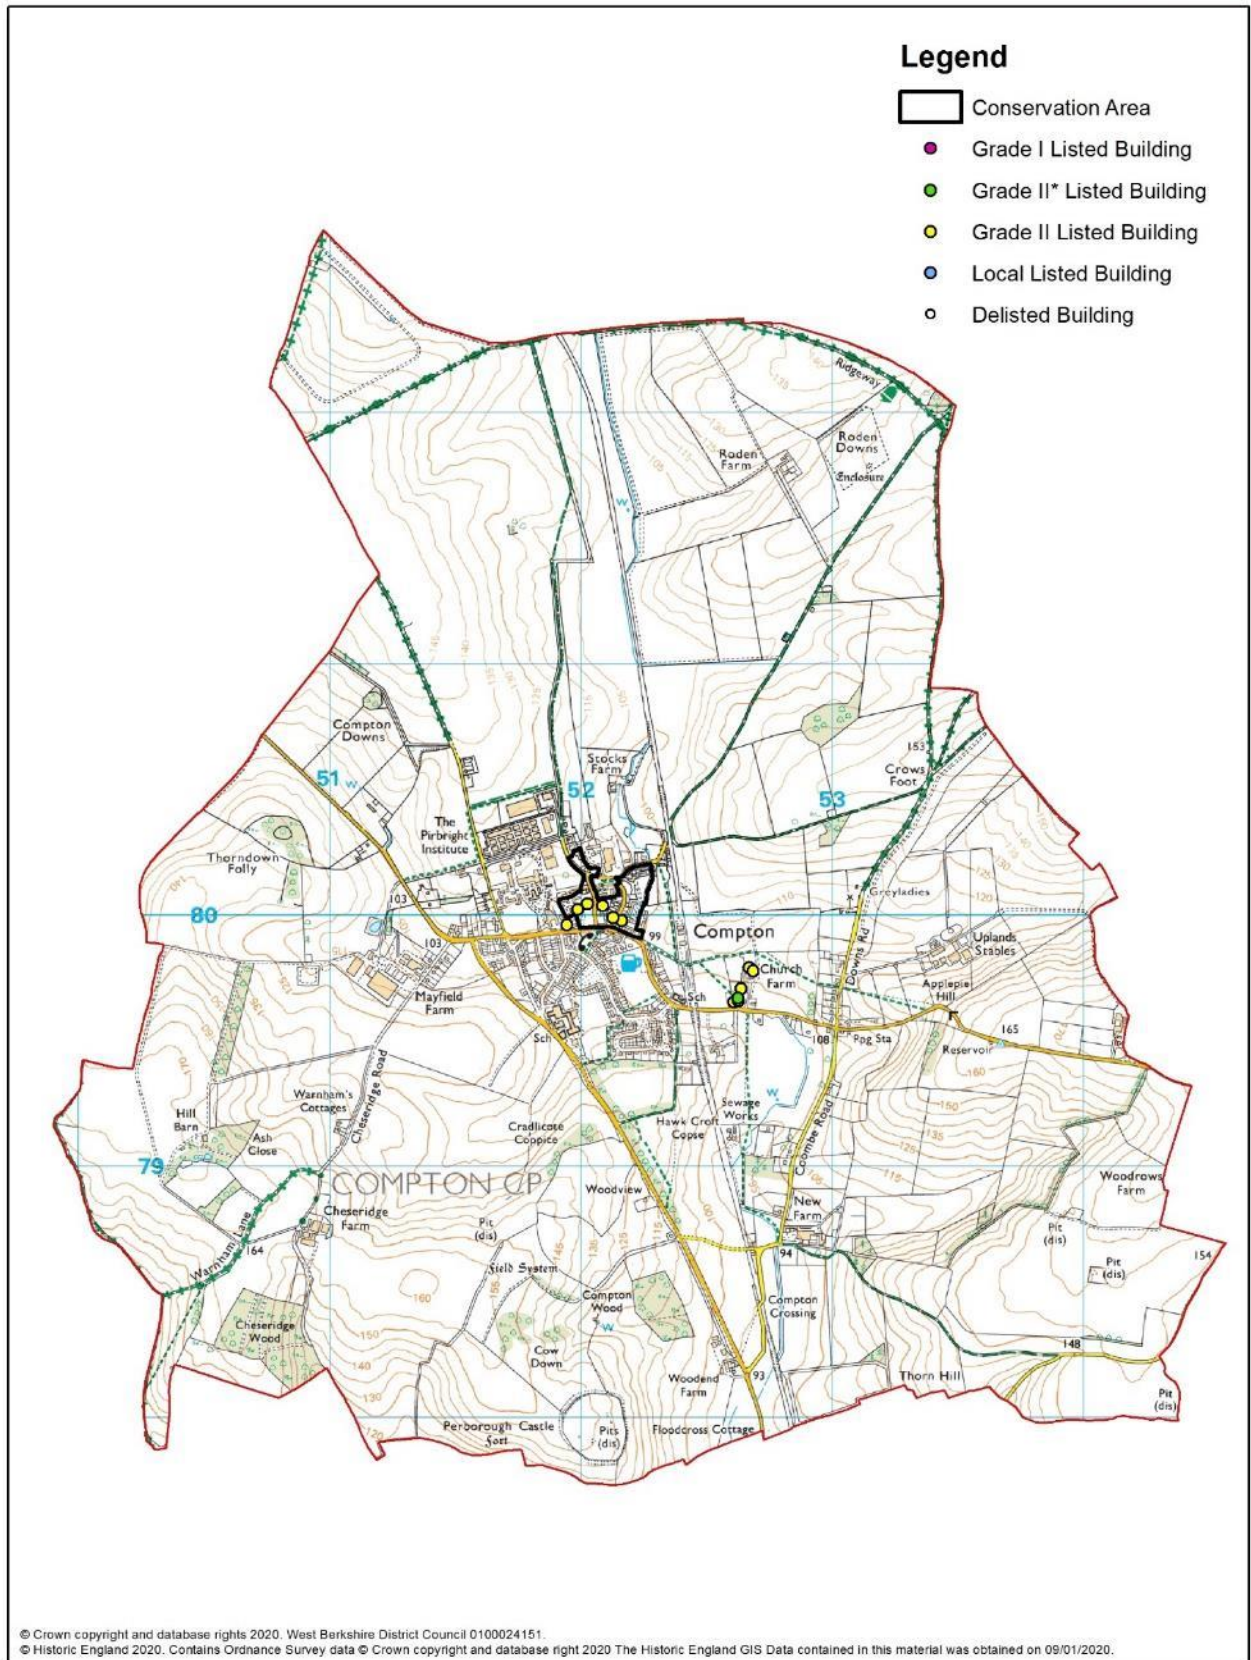 Legend
Conservation Area
Grade I Listed Building
Grade II* Listed Building
Grade II Listed Building
Local Listed Building
Delisted Building
Ridgeway
Roden
Downs
Roden
Farm
Enclosure
Compton
Downs
Stocks
Farm
153
Crows
Foot
51
52
53
The
Pirbright
Institute
Thorndown
Folly
103
Greyladies
80
103
99
Compton
Downs Rd
Uplands
Stables
Church
Farm
Mayfield
Farm
Sch
Applepie
Hill
Sch
108
Ppg Sta
165
Reservoir
Cheseridge Road
Warnham's
Cottages
Hill
Barn
Ash
Close
Cradlicote
Coppice
Hawk Croft
Copse
Sewage
Works
Coombe Road
79
COMPTON CP
Woodview
Woodrows
Farm
New
Farm
Cheseridge
Farm
Warnham Lane
164
Pit
(dis)
Pit
(dis)
Pit
(dis)
154
94
Field System
Compton
Wood
Compton
Crossing
Cheseridge
Wood
Cow
Down
148
93
Woodend
Farm
Thorn Hill
Pit
(dis)
Perborough Castle
Fort
Pits
(dis)
Floodcross Cottage
© Crown copyright and database rights 2020. West Berkshire District Council 0100024151.
© Historic England 2020. Contains Ordnance Survey data © Crown copyright and database right 2020 The Historic England GIS Data contained in this material was obtained on 09/01/2020.